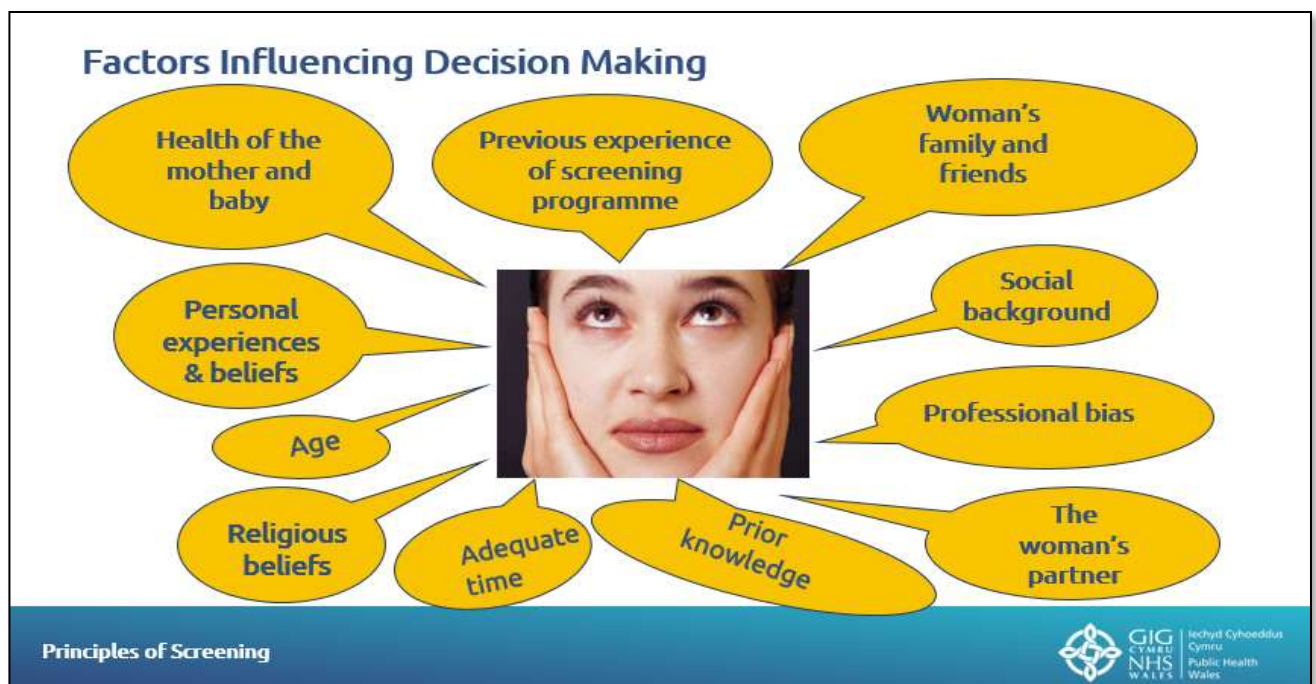 Factors Influencing Decision Making
Health of the
mother and
baby
Previous experience
of screening
programme
Woman's
family and
friends
Personal
experiences
& beliefs
Social
background
Age
Professional bias
Religious
beliefs
Adequate
time
Prior
knowledge
The
woman's
partner
Principles of Screening
GIG
CYMRU
NHS
WALES
Iechyd Cyhoeddus
Cymru
Public Health
Wales